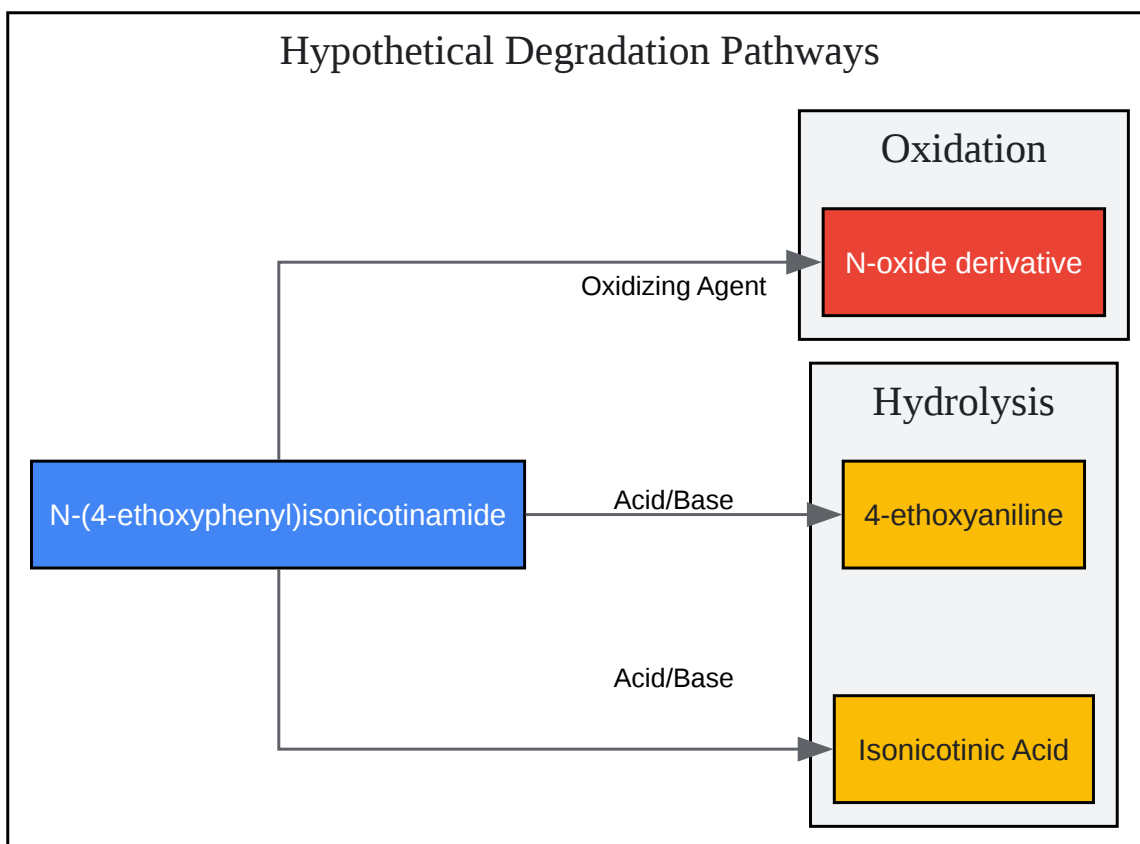 Hypothetical Degradation Pathways
Oxidation
N-oxide derivative
Oxidizing Agent
Hydrolysis
N-(4-ethoxyphenyl)isonicotinamide
Acid/Base
4-ethoxyaniline
Acid/Base
Isonicotinic Acid